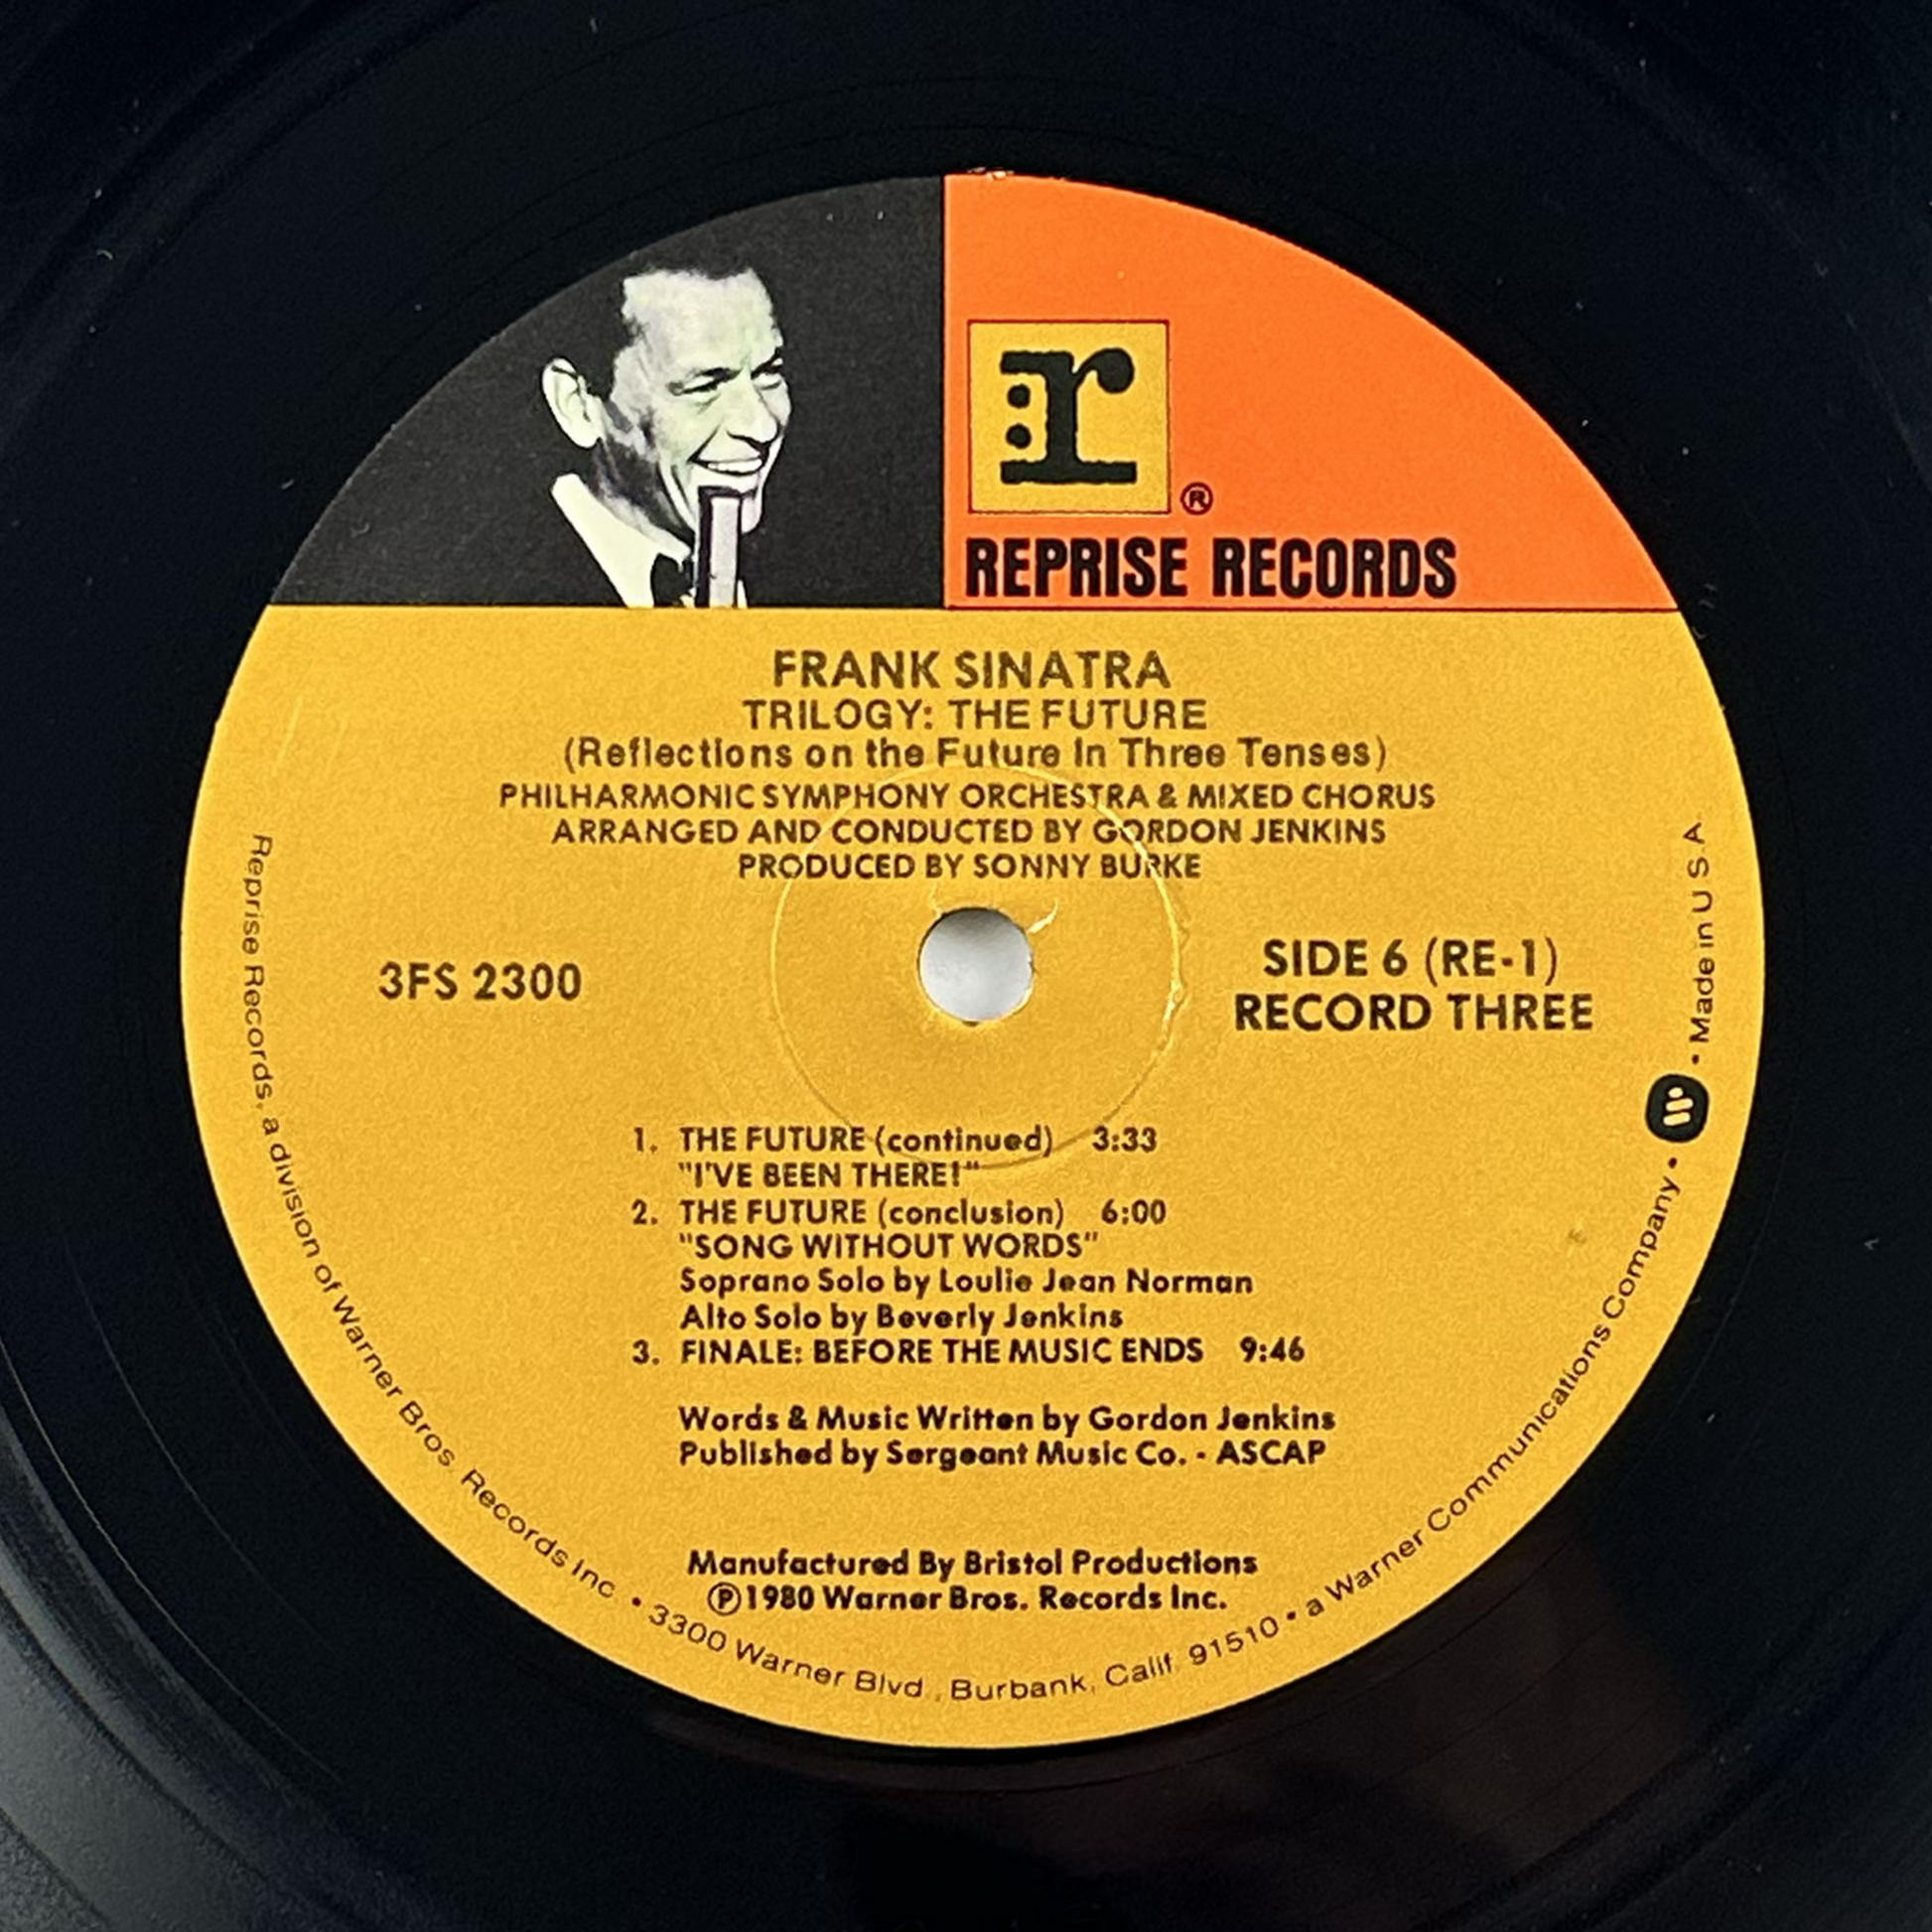 r
®
REPRISE RECORDS
FRANK SINATRA
TRILOGY: THE FUTURE
(Reflections on the Future In Three Tenses)
PHILHARMONIC SYMPHONY ORCHESTRA & MIXED CHORUS
ARRANGED AND CONDUCTED BY GORDON JENKINS
PRODUCED BY SONNY BURKE
3FS 2300
SIDE 6 (RE-1)
RECORD THREE
1. THE FUTURE (continued) 3:33
"I'VE BEEN THERE!"
2. THE FUTURE (conclusion) 6:00
"SONG WITHOUT WORDS"
Soprano Solo by Loulie Jean Norman
Alto Solo by Beverly Jenkins
3. FINALE: BEFORE THE MUSIC ENDS 9:46
Words & Music Written by Gordon Jenkins
Published by Sergeant Music Co. - ASCAP
Manufactured By Bristol Productions
℗1980 Warner Bros. Records Inc.
Reprise Records, a division of Warner Bros. Records Inc. • 3300 Warner Blvd., Burbank, Calif. 91510 • a Warner Communications Company • W • Made in U.S.A.